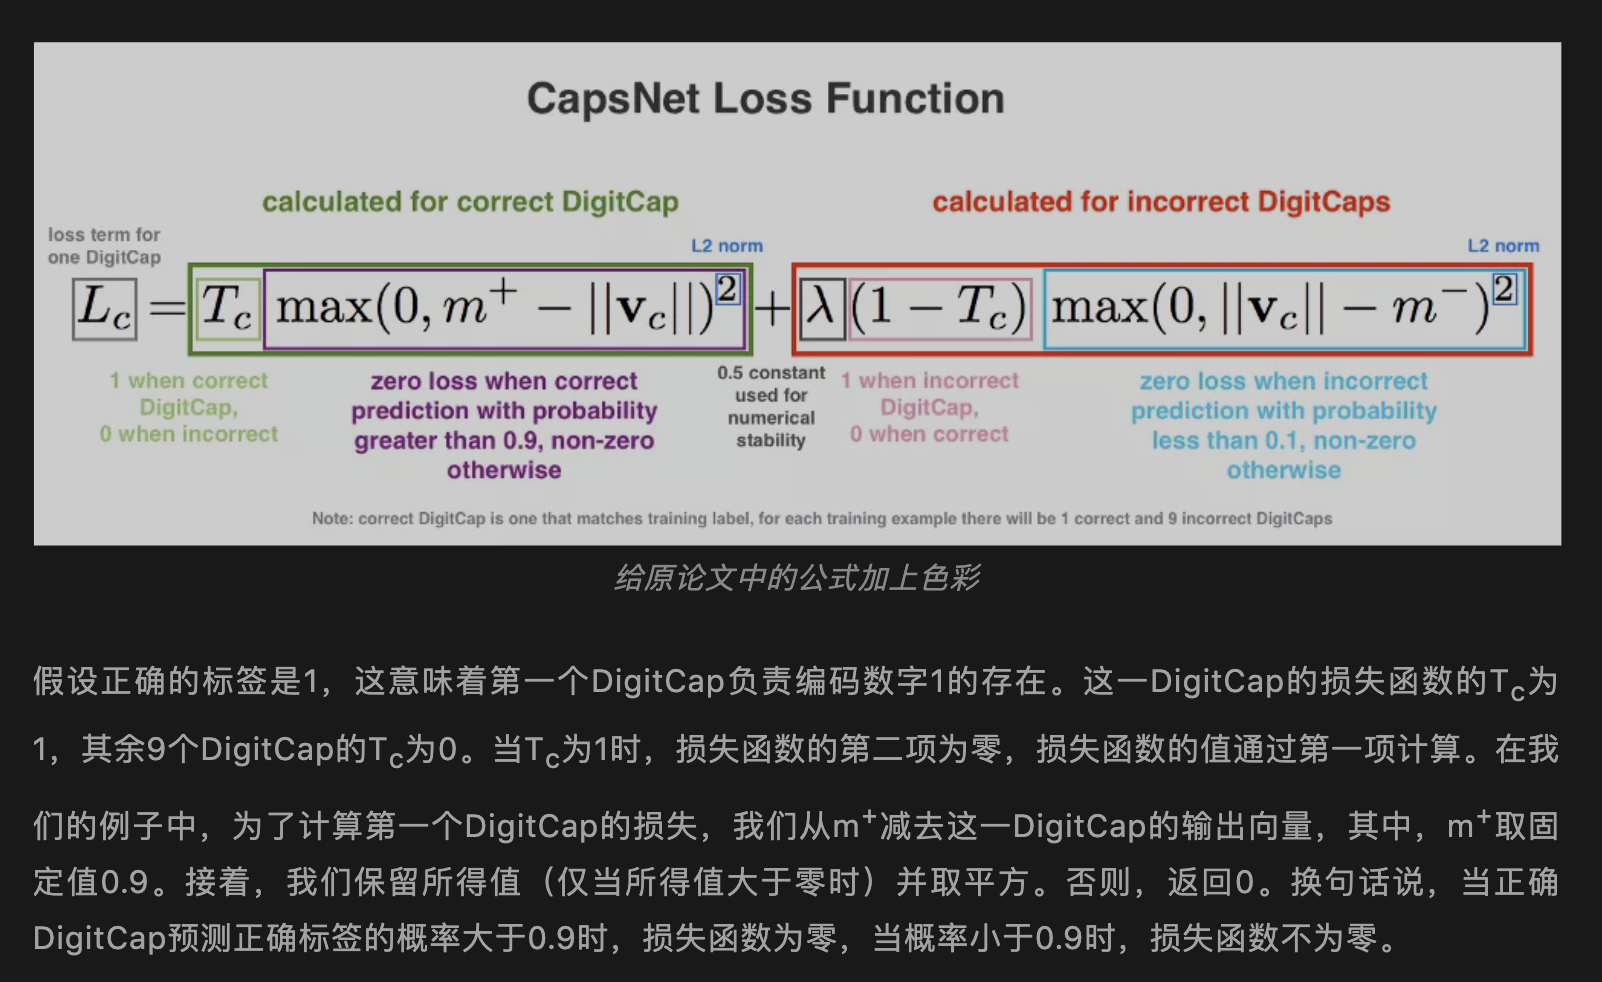 CapsNet Loss Function
calculated for correct DigitCap
calculated for incorrect DigitCaps
loss term for
one DigitCap
L2 norm
L2 norm
L_c = T_c max(0, m^+ − ||v_c||)^2 + λ(1 − T_c) max(0, ||v_c|| − m^−)^2
1 when correct
DigitCap,
0 when incorrect
zero loss when correct
prediction with probability
greater than 0.9, non-zero
otherwise
0.5 constant
used for
numerical
stability
1 when incorrect
DigitCap,
0 when correct
zero loss when incorrect
prediction with probability
less than 0.1, non-zero
otherwise
Note: correct DigitCap is one that matches training label, for each training example there will be 1 correct and 9 incorrect DigitCaps
给原论文中的公式加上色彩
假设正确的标签是1，这意味着第一个DigitCap负责编码数字1的存在。这一DigitCap的损失函数的T_c为
1，其余9个DigitCap的T_c为0。当T_c为1时，损失函数的第二项为零，损失函数的值通过第一项计算。在我
们的例子中，为了计算第一个DigitCap的损失，我们从m^+减去这一DigitCap的输出向量，其中，m^+取固
定值0.9。接着，我们保留所得值（仅当所得值大于零时）并取平方。否则，返回0。换句话说，当正确
DigitCap预测正确标签的概率大于0.9时，损失函数为零，当概率小于0.9时，损失函数不为零。